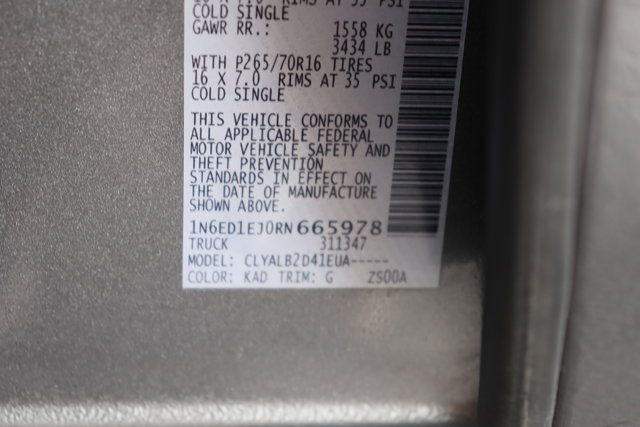 COLD SINGLE
GAWR RR.: 1558 KG
3434 LB
WITH P265/70R16 TIRES
16 X 7.0 RIMS AT 35 PSI
COLD SINGLE
THIS VEHICLE CONFORMS TO
ALL APPLICABLE FEDERAL
MOTOR VEHICLE SAFETY AND
THEFT PREVENTION
STANDARDS IN EFFECT ON
THE DATE OF MANUFACTURE
SHOWN ABOVE.
1N6ED1EJ0RN665978
TRUCK 311347
MODEL: CLYALB2D41EUA-----
COLOR: KAD TRIM: G ZS00A